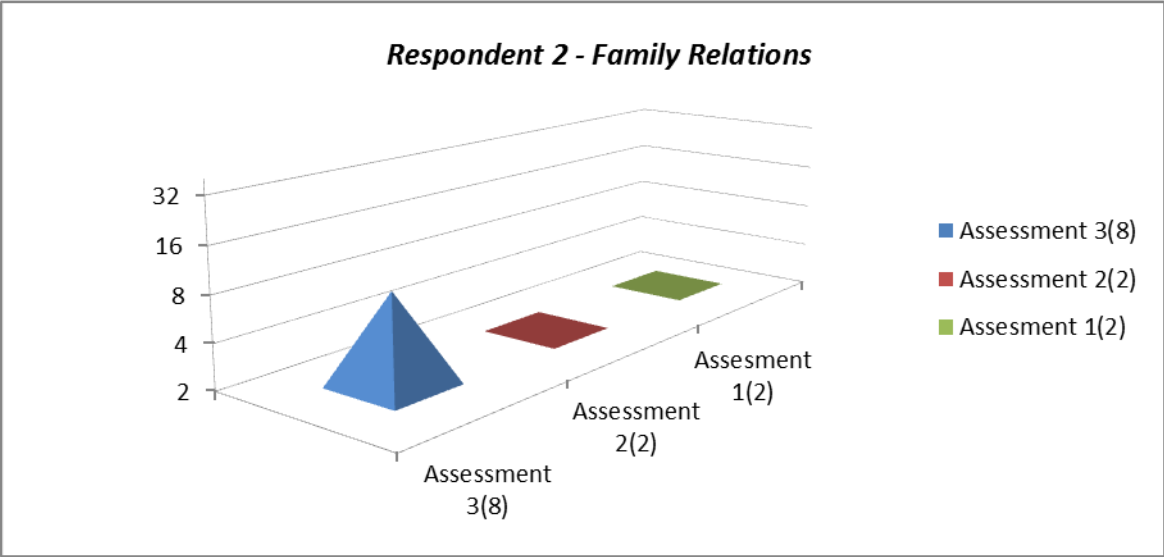 Respondent 2 - Family Relations
32
16
8
4
2
Assessment
3(8)
Assessment
2(2)
Assesment
1(2)
Assessment 3(8)
Assessment 2(2)
Assesment 1(2)